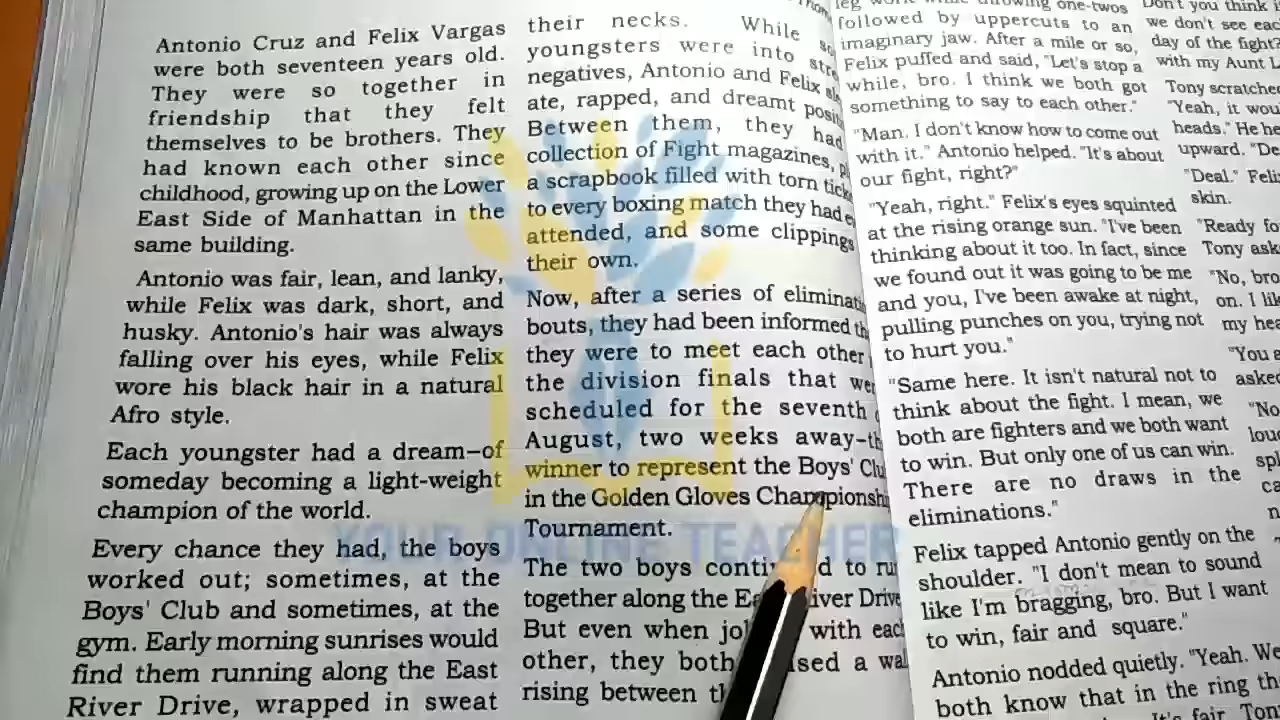 Antonio Cruz and Felix Vargas
were both seventeen years old.
They were so together in
friendship that they felt
themselves to be brothers. They
had known each other since
childhood, growing up on the Lower
East Side of Manhattan in the
same building.
Antonio was fair, lean, and lanky,
while Felix was dark, short, and
husky. Antonio's hair was always
falling over his eyes, while Felix
wore his black hair in a natural
Afro style.
Each youngster had a dream—of
someday becoming a light-weight
champion of the world.
Every chance they had, the boys
worked out; sometimes, at the
Boys' Club and sometimes, at the
gym. Early morning sunrises would
find them running along the East
River Drive, wrapped in sweat
their necks. While
youngsters were into
negatives, Antonio and Felix
ate, rapped, and dreamt
Between them, they had
collection of Fight magazines,
a scrapbook filled with torn
to every boxing match they had
attended, and some clippings
their own.
Now, after a series of
bouts, they had been informed
they were to meet each other
the division finals that
scheduled for the seventh
August, two weeks away—
winner to represent the Boys'
in the Golden Gloves
Tournament.
The two boys to
together along the Drive
But even when with
other, they both a
rising between
followed by uppercuts to an
imaginary jaw. After a mile or so,
Felix puffed and said, "Let's stop a
while, bro. I think we both got
something to say to each other."
"Man, I don't know how to come out
with it." Antonio helped. "It's about
our fight, right?"
"Yeah, right." Felix's eyes squinted
at the rising orange sun. "I've been
thinking about it too. In fact, since
we found out it was going to be me
and you, I've been awake at night,
pulling punches on you, trying not
to hurt you."
"Same here. It isn't natural not to
think about the fight. I mean, we
both are fighters and we both want
to win. But only one of us can win.
There are no draws in the
eliminations."
Felix tapped Antonio gently on the
shoulder. "I don't mean to sound
like I'm bragging, bro. But I want
to win, fair and square."
Antonio nodded quietly. "Yeah. We
both know that in the ring
Don't you think
we don't see
day of the fight?
with my Aunt
Tony
"Yeah, it
heads." He
upward.
"Deal."
skin.
"Ready
Tony
"No,
on. I
my
"You
"No
YOUR ONLINE TEACHER